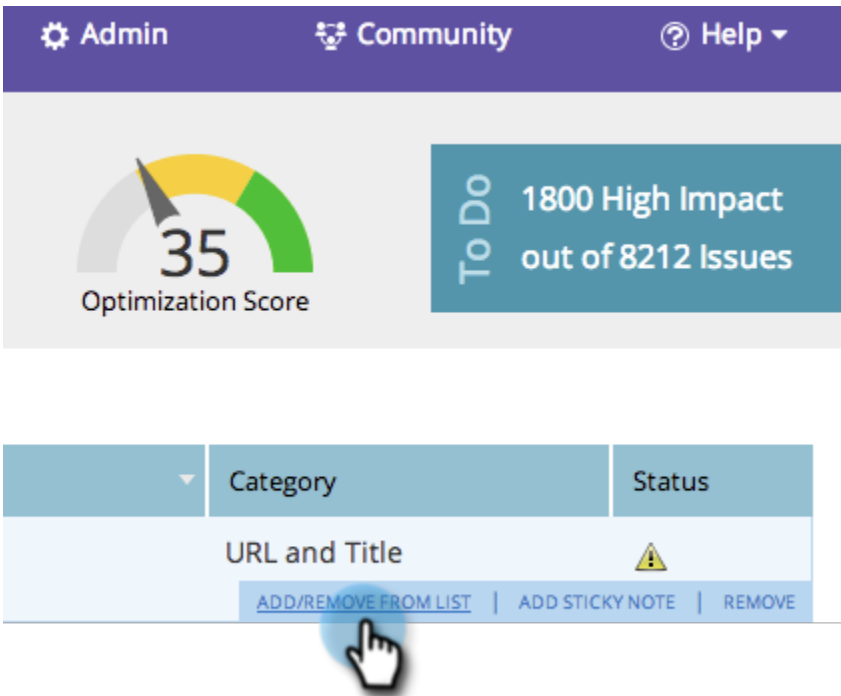 Admin Community Help
To Do
1800 High Impact
out of 8212 Issues
35
Optimization Score
Category Status
URL and Title
ADD/REMOVE FROM LIST | ADD STICKY NOTE | REMOVE